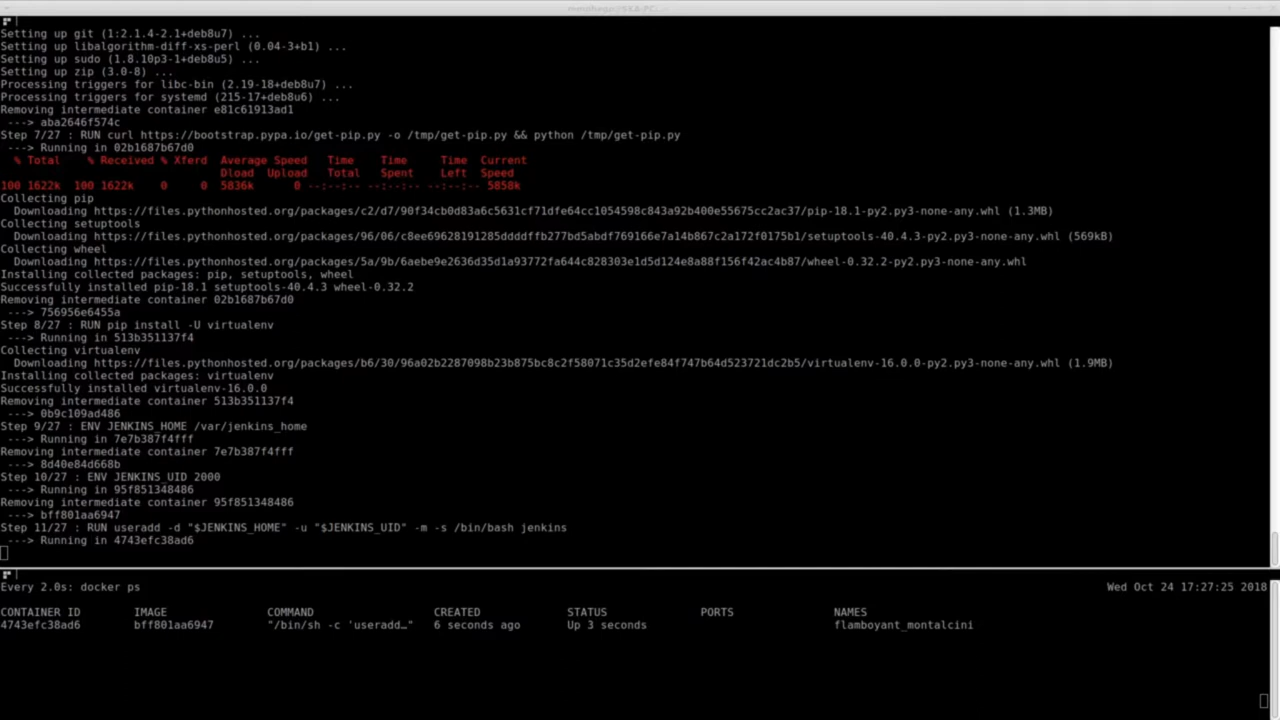 Setting up git (1:2.1.4-2.1+deb8u7) ...
Setting up libalgorithm-diff-xs-perl (0.04-3+b1) ...
Setting up sudo (1.8.10p3-1+deb8u5) ...
Setting up zip (3.0-8) ...
Processing triggers for libc-bin (2.19-18+deb8u7) ...
Processing triggers for systemd (215-17+deb8u6) ...
Removing intermediate container e81c61913ad1
---> aba2646f574c
Step 7/27 : RUN curl https://bootstrap.pypa.io/get-pip.py -o /tmp/get-pip.py && python /tmp/get-pip.py
---> Running in 02b1687b67d0
% Total % Received % Xferd Average Speed Time Time Time Current
Dload Upload Total Spent Left Speed
100 1622k 100 1622k 0 0 5836k 0 --:--:-- --:--:-- --:--:-- 5858k
Collecting pip
Downloading https://files.pythonhosted.org/packages/c2/d7/90f34cb0d83a6c5631cf71dfe64cc1054598c843a92b400e55675cc2ac37/pip-18.1-py2.py3-none-any.whl (1.3MB)
Collecting setuptools
Downloading https://files.pythonhosted.org/packages/96/06/c8ee69628191285ddddffb277bd5abdf769166e7a14b867c2a172f0175b1/setuptools-40.4.3-py2.py3-none-any.whl (569kB)
Collecting wheel
Downloading https://files.pythonhosted.org/packages/5a/9b/6aebe9e2636d35d1a93772fa644c828303e1d5d124e8a88f156f42ac4b87/wheel-0.32.2-py2.py3-none-any.whl
Installing collected packages: pip, setuptools, wheel
Successfully installed pip-18.1 setuptools-40.4.3 wheel-0.32.2
Removing intermediate container 02b1687b67d0
---> 756956e6455a
Step 8/27 : RUN pip install -U virtualenv
---> Running in 513b351137f4
Collecting virtualenv
Downloading https://files.pythonhosted.org/packages/b6/30/96a02b2287098b23b875bc8c2f58071c35d2efe84f747b64d523721dc2b5/virtualenv-16.0.0-py2.py3-none-any.whl (1.9MB)
Installing collected packages: virtualenv
Successfully installed virtualenv-16.0.0
Removing intermediate container 513b351137f4
---> 0b9c109ad486
Step 9/27 : ENV JENKINS_HOME /var/jenkins_home
---> Running in 7e7b387f4fff
Removing intermediate container 7e7b387f4fff
---> 8d40e84d668b
Step 10/27 : ENV JENKINS_UID 2000
---> Running in 95f851348486
Removing intermediate container 95f851348486
---> bff801aa6947
Step 11/27 : RUN useradd -d "$JENKINS_HOME" -u "$JENKINS_UID" -m -s /bin/bash jenkins
---> Running in 4743efc38ad6
Every 2.0s: docker ps Wed Oct 24 17:27:25 2018
CONTAINER ID IMAGE COMMAND CREATED STATUS PORTS NAMES
4743efc38ad6 bff801aa6947 "/bin/sh -c 'useradd…" 6 seconds ago Up 3 seconds flamboyant_montalcini